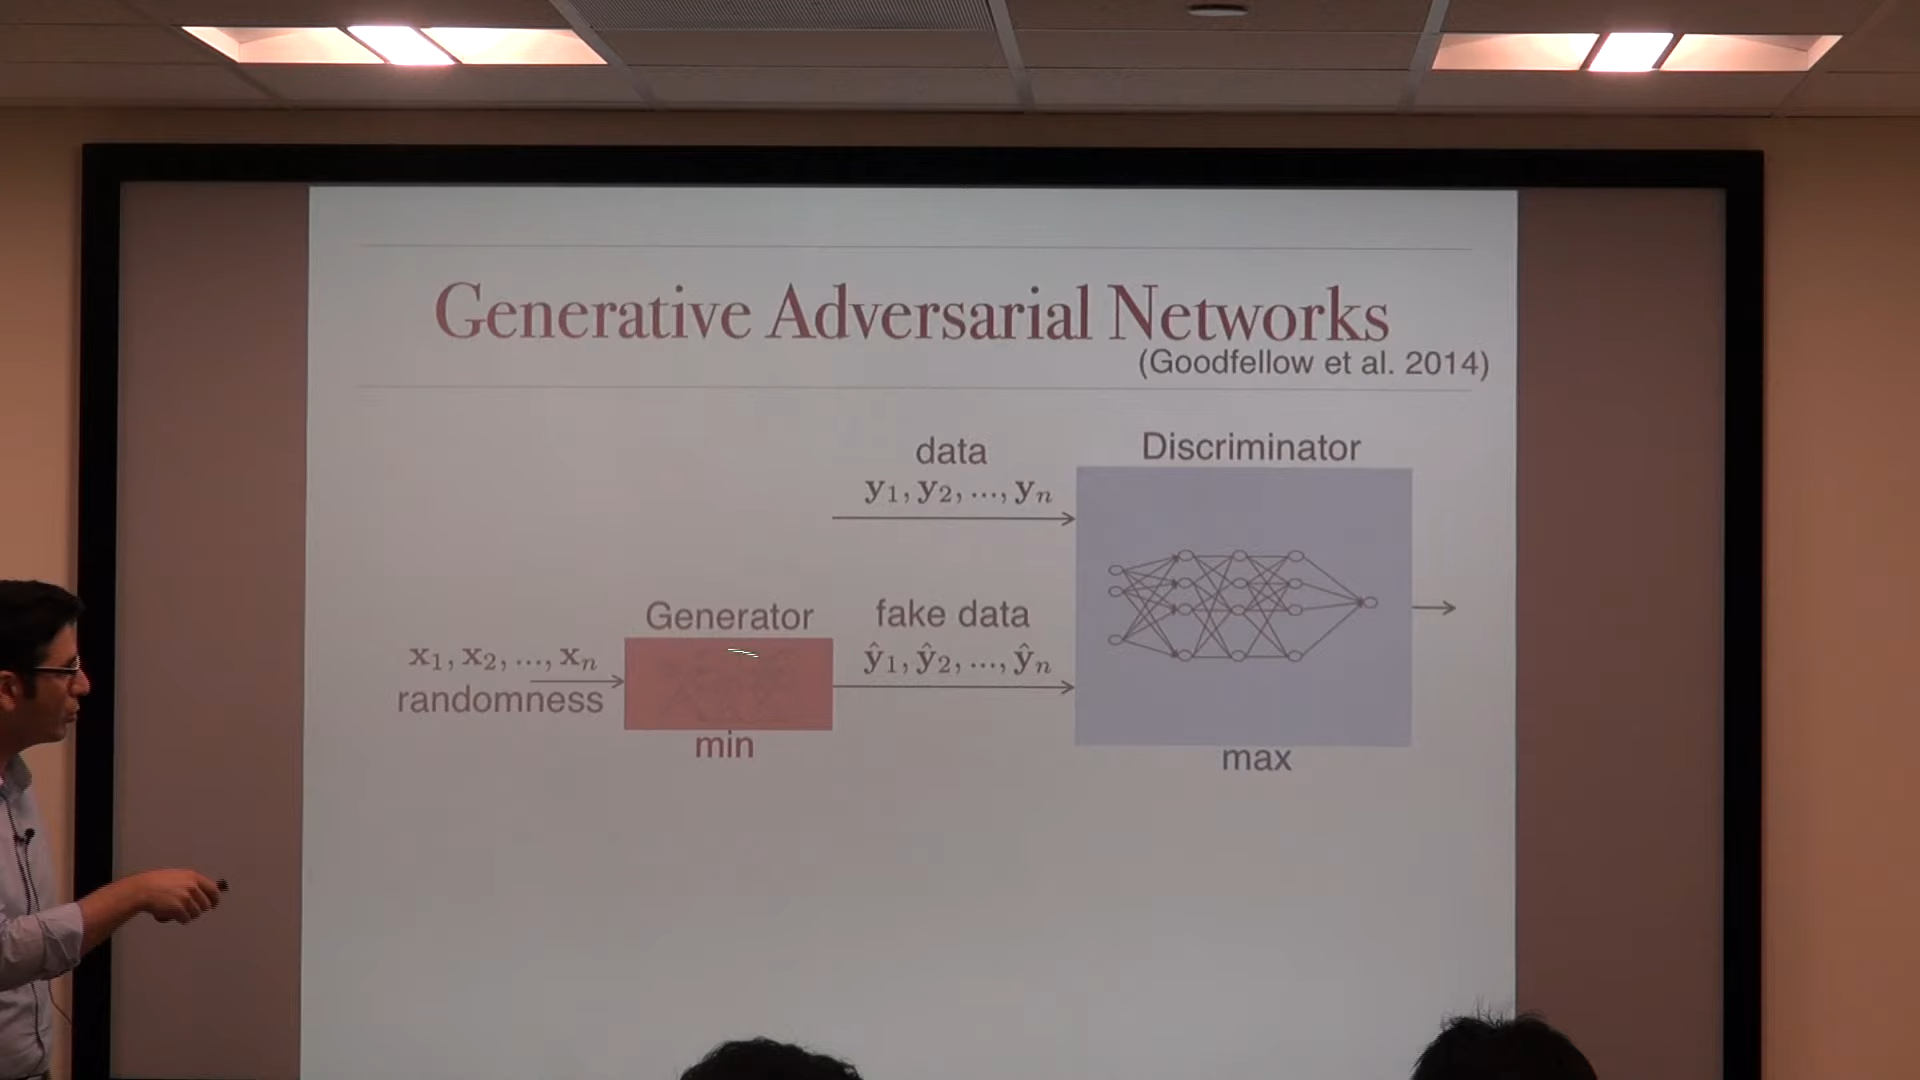 Generative Adversarial Networks
(Goodfellow et al. 2014)
data
y₁, y₂, ..., yₙ
Discriminator
Generator
fake data
x₁, x₂, ..., xₙ
ŷ₁, ŷ₂, ..., ŷₙ
randomness
min
max